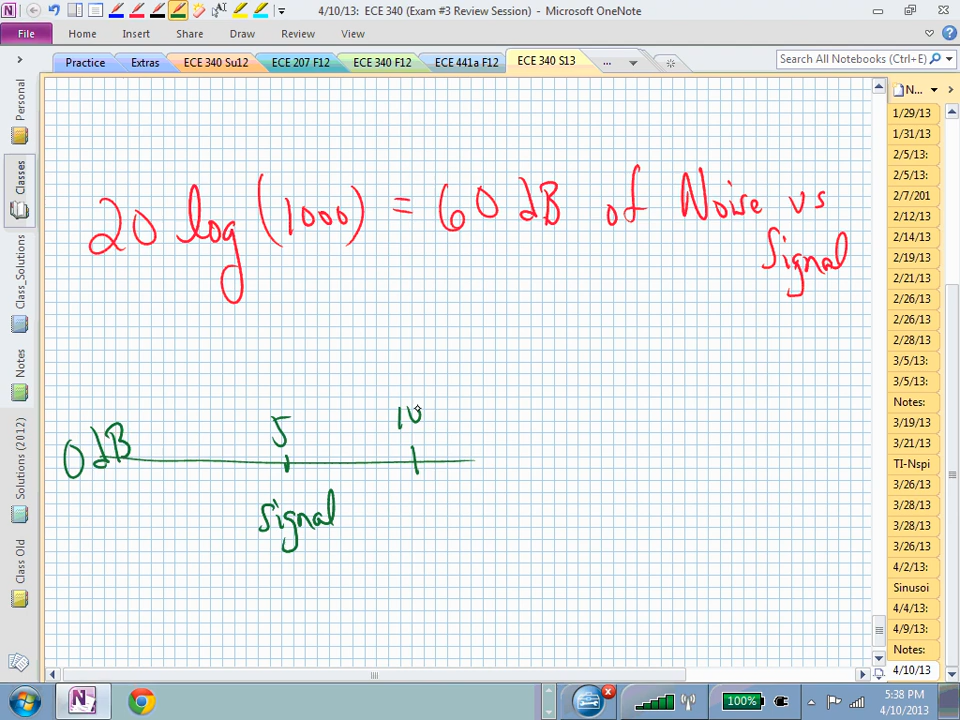 4/10/13: ECE 340 (Exam #3 Review Session) - Microsoft OneNote
File Home Insert Share Draw Review View
Practice Extras ECE 340 Su12 ECE 207 F12 ECE 340 F12 ECE 441a F12 ECE 340 S13 ... Search All Notebooks (Ctrl+E)
N...
Personal
Classes
Class_Solutions
Notes
Solutions (2012)
Class Old
20 log(1000) = 60 dB of Noise vs
signal
5 10
0 dB
signal
1/29/13
1/31/13
2/5/13:
2/5/13:
2/7/201
2/12/13
2/14/13
2/19/13
2/21/13
2/26/13
2/26/13
2/28/13
3/5/13:
3/5/13:
Notes:
3/19/13
3/21/13
TI-Nspi
3/26/13
3/28/13
3/28/13
3/26/13
4/2/13:
Sinusoi
4/4/13:
4/9/13:
Notes:
4/10/13
100%
5:38 PM
4/10/2013